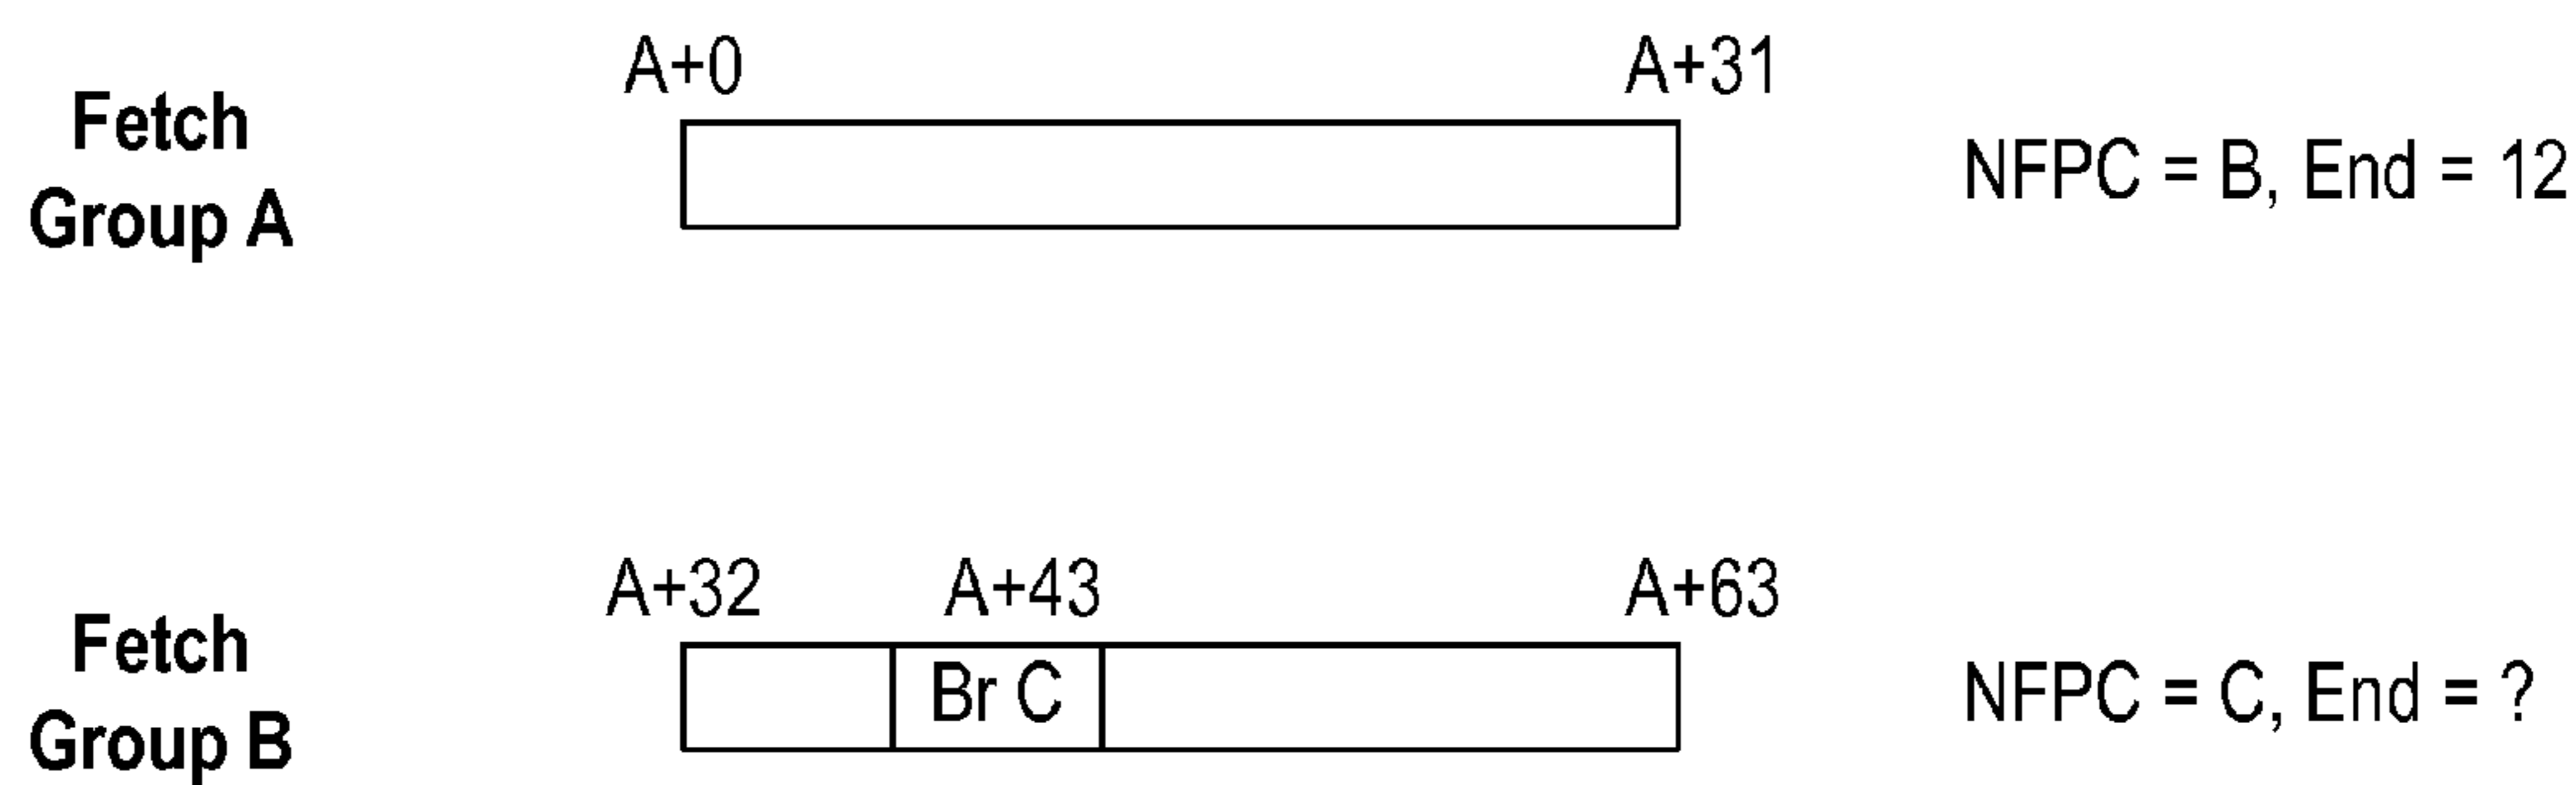 A+0 A+31
Fetch
Group A
NFPC = B, End = 12
A+32 A+43 A+63
Fetch
Group B
Br C
NFPC = C, End = ?